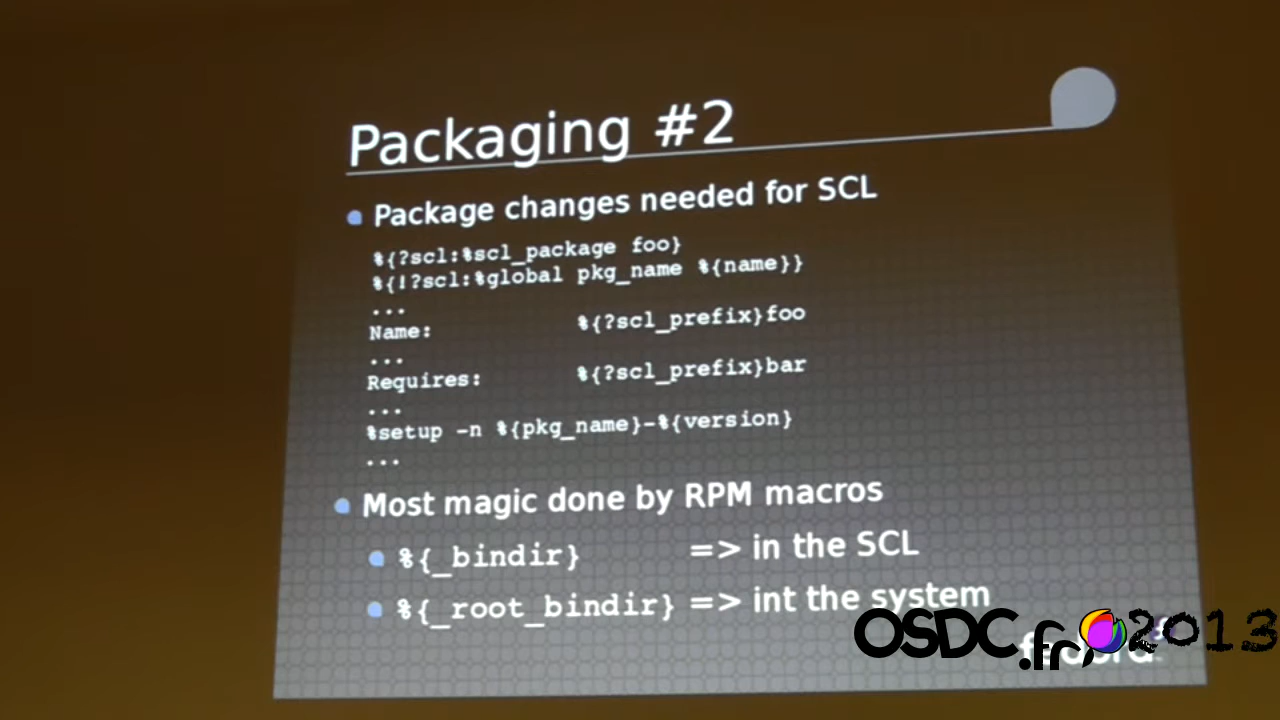 Packaging #2
Package changes needed for SCL
%{?scl:%scl_package foo}
%{!?scl:%global pkg_name %{name}}
...
Name: %{?scl_prefix}foo
...
Requires: %{?scl_prefix}bar
...
%setup -n %{pkg_name}-%{version}
...
Most magic done by RPM macros
%{_bindir} => in the SCL
%{_root_bindir} => int the system
fedora
OSDC.fr 2013